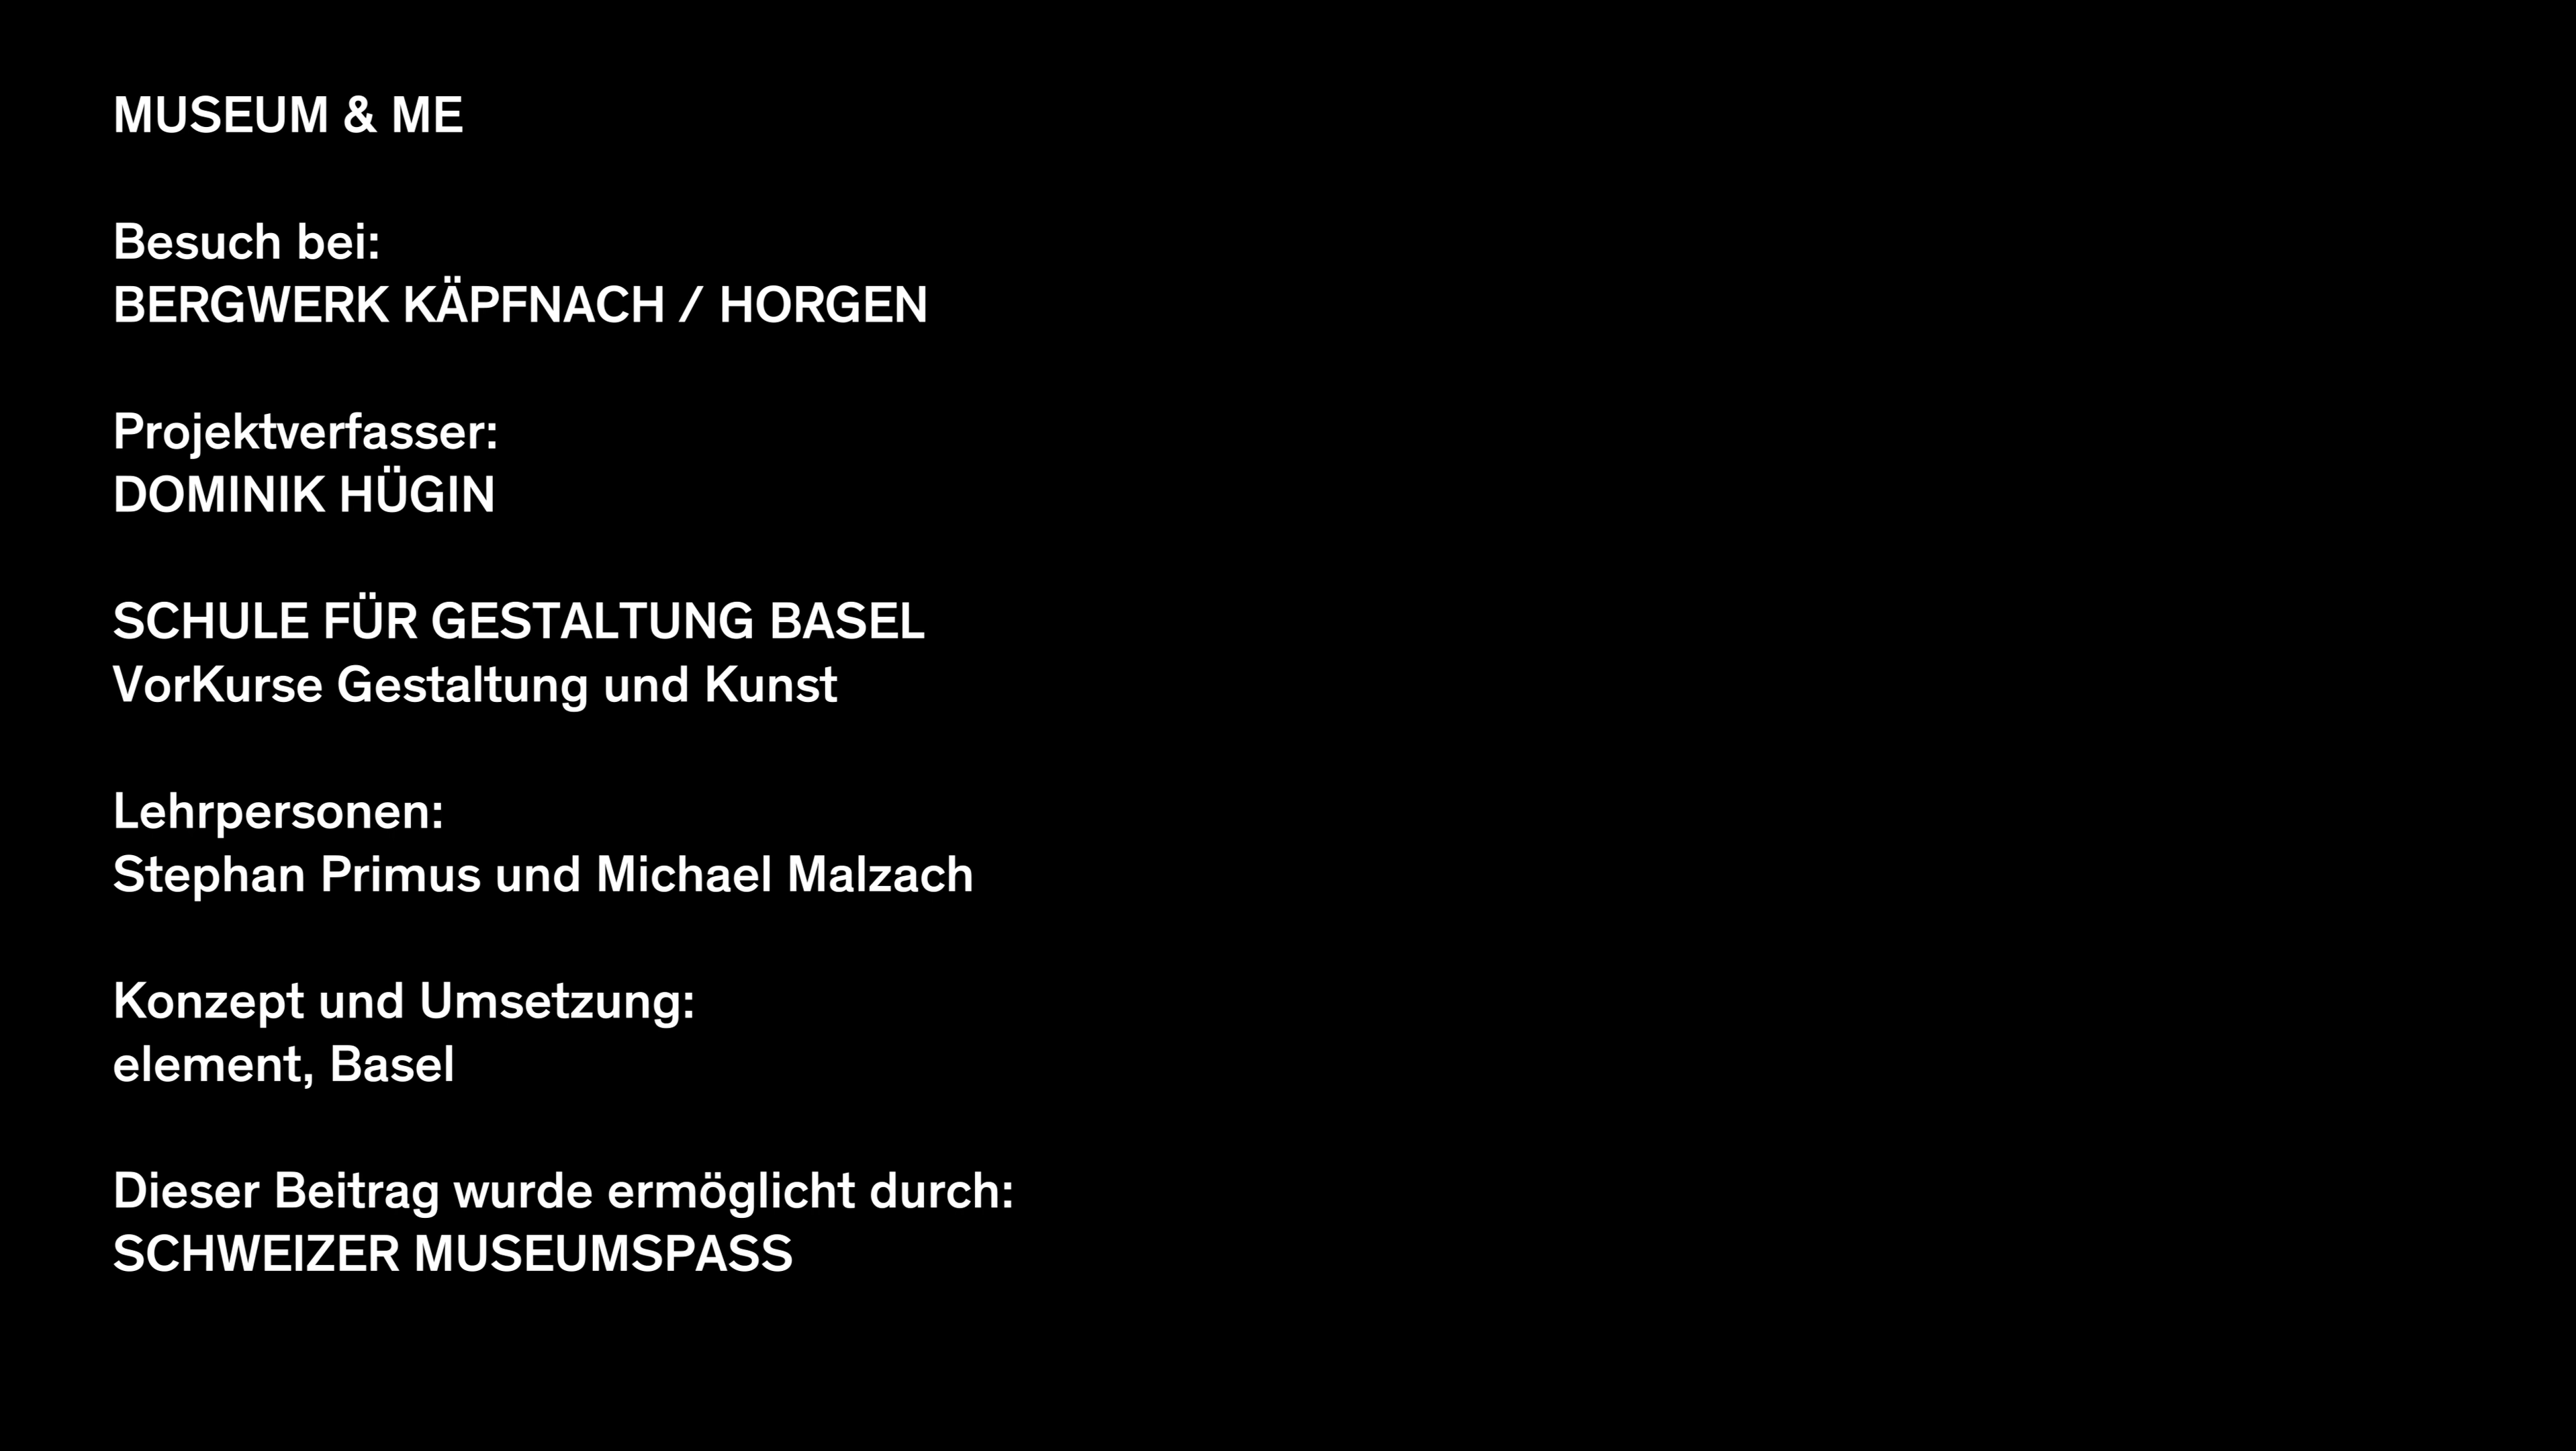 MUSEUM & ME
Besuch bei:
BERGWERK KÄPFNACH / HORGEN
Projektverfasser:
DOMINIK HÜGIN
SCHULE FÜR GESTALTUNG BASEL
VorKurse Gestaltung und Kunst
Lehrpersonen:
Stephan Primus und Michael Malzach
Konzept und Umsetzung:
element, Basel
Dieser Beitrag wurde ermöglicht durch:
SCHWEIZER MUSEUMSPASS